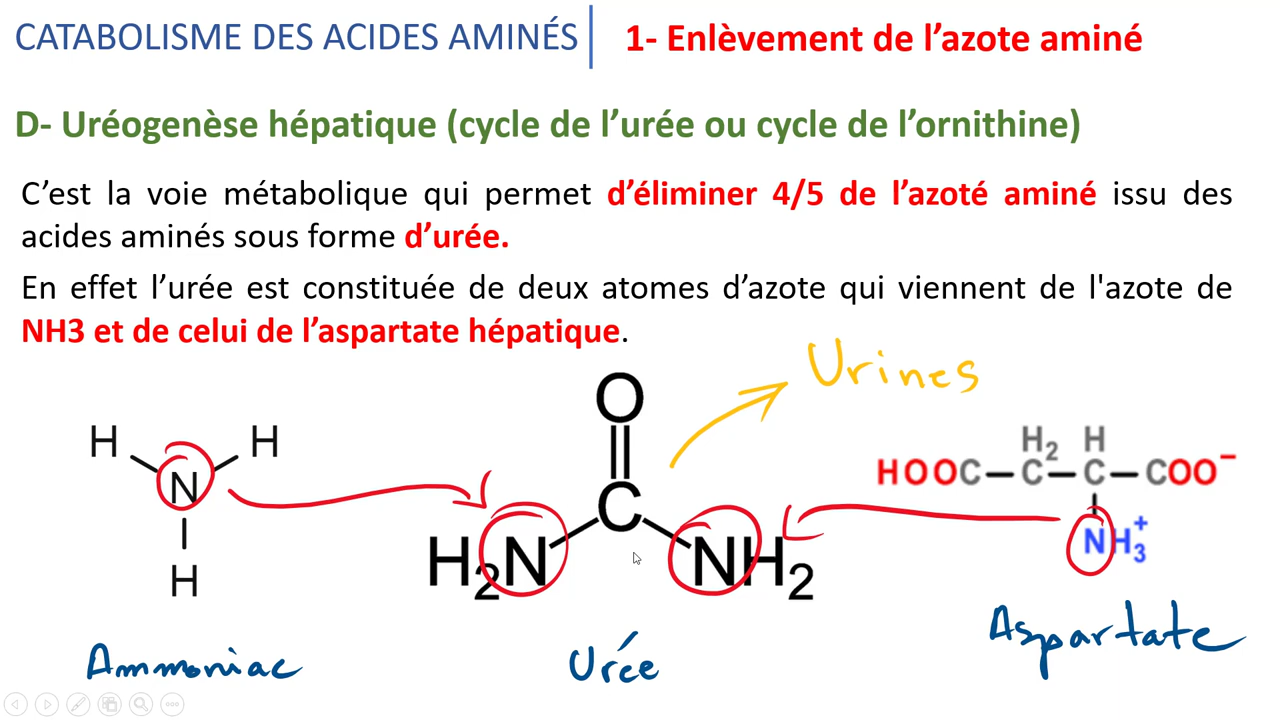 CATABOLISME DES ACIDES AMINÉS
1- Enlèvement de l’azote aminé
D- Uréogenèse hépatique (cycle de l’urée ou cycle de l’ornithine)
C’est la voie métabolique qui permet d’éliminer 4/5 de l’azoté aminé issu des
acides aminés sous forme d’urée.
En effet l’urée est constituée de deux atomes d’azote qui viennent de l'azote de
NH3 et de celui de l’aspartate hépatique.
Urines
H H
N
H
O
C
H₂N NH₂
H₂ H
HOOC—C—C—COO⁻
NH₃⁺
Ammoniac
Urée
Aspartate